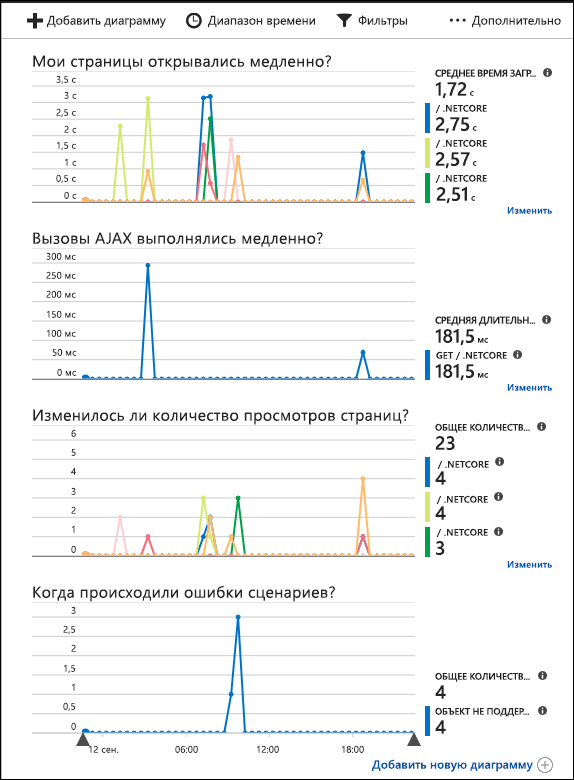 Добавить диаграмму Диапазон времени Фильтры ••• Дополнительно
Мои страницы открывались медленно?
3,5 с
3 с
2,5 с
2 с
1,5 с
1 с
0,5 с
0 с
СРЕДНЕЕ ВРЕМЯ ЗАГР...
1,72 с
/ .NETCORE
2,75 с
/ .NETCORE
2,57 с
/ .NETCORE
2,51 с
Изменить
Вызовы AJAX выполнялись медленно?
300 мс
250 мс
200 мс
150 мс
100 мс
50 мс
0 мс
СРЕДНЯЯ ДЛИТЕЛЬН...
181,5 мс
GET / .NETCORE
181,5 мс
Изменить
Изменилось ли количество просмотров страниц?
6
5
4
3
2
1
0
ОБЩЕЕ КОЛИЧЕСТВ...
23
/ .NETCORE
4
/ .NETCORE
4
/ .NETCORE
3
Изменить
Когда происходили ошибки сценариев?
3
2,5
2
1,5
1
0,5
0
12 сен. 06:00 12:00 18:00
ОБЩЕЕ КОЛИЧЕСТВ...
4
ОБЪЕКТ НЕ ПОДДЕР...
4
Добавить новую диаграмму